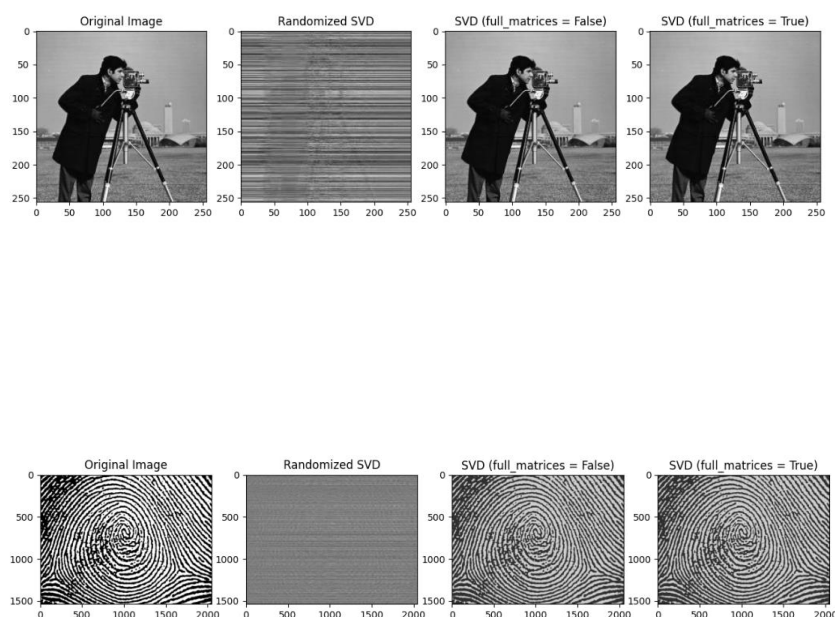 Original Image Randomized SVD SVD (full_matrices = False) SVD (full_matrices = True)
0 0 0 0
50 50 50 50
100 100 100 100
150 150 150 150
200 200 200 200
250 250 250 250
0 50 100 150 200 250 0 50 100 150 200 250 0 50 100 150 200 250 0 50 100 150 200 250
Original Image Randomized SVD SVD (full_matrices = False) SVD (full_matrices = True)
0 0 0 0
500 500 500 500
1000 1000 1000 1000
1500 1500 1500 1500
0 500 1000 1500 2000 0 500 1000 1500 2000 0 500 1000 1500 2000 0 500 1000 1500 2000